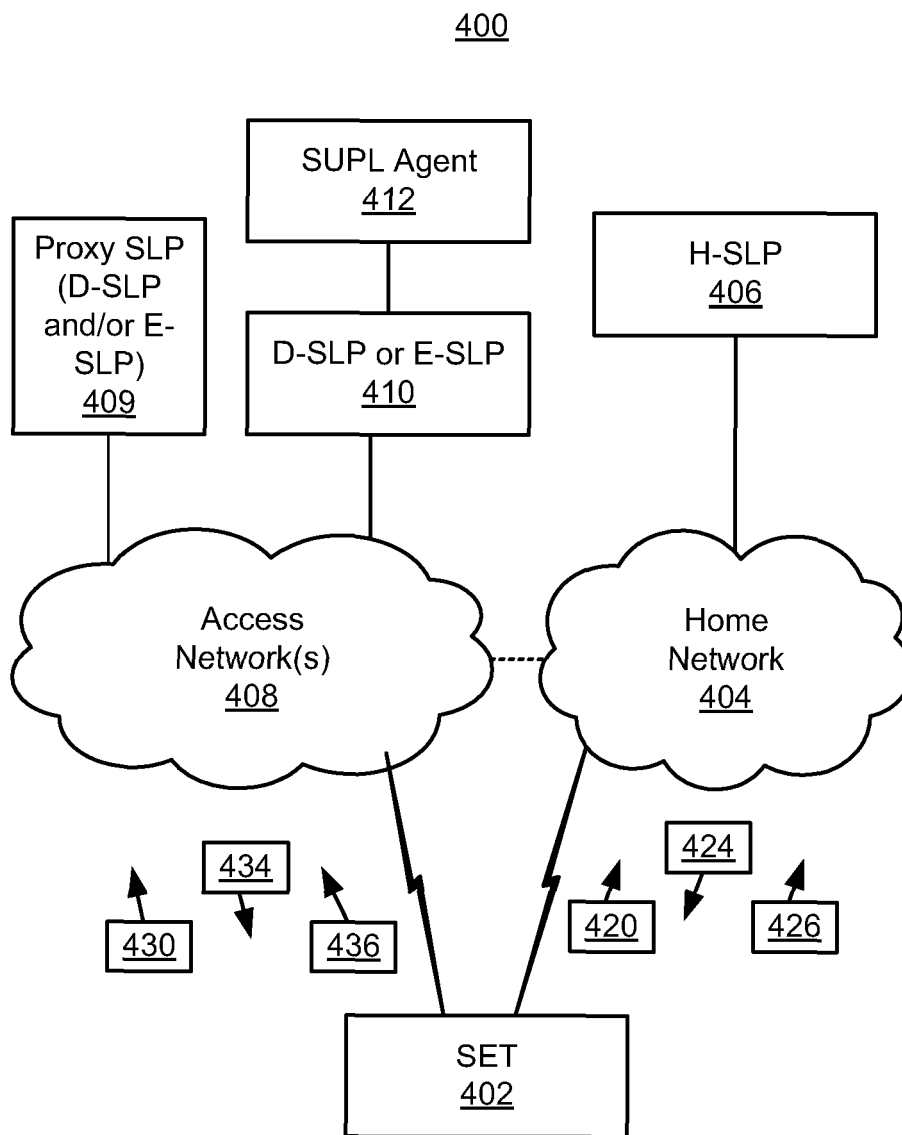 400
SUPL Agent
412
Proxy SLP
(D-SLP
and/or E-
SLP)
409
D-SLP or E-SLP
410
H-SLP
406
Access
Network(s)
408
Home
Network
404
434
424
430
436
420
426
SET
402